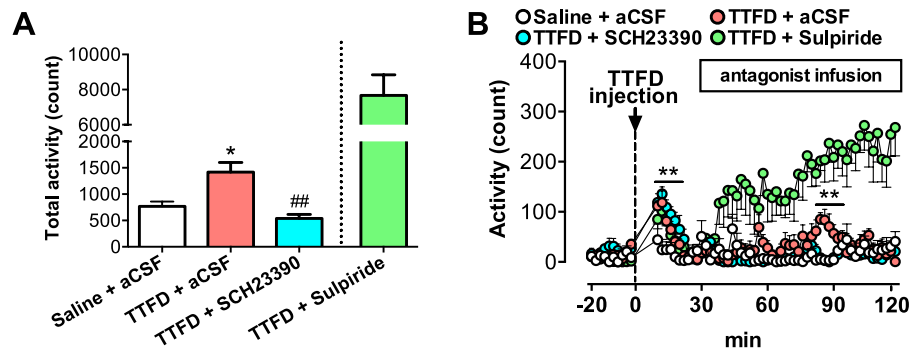 A
Total activity (count)
10000
8000
6000
2000
1500
1000
500
0
*
##
Saline + aCSF
TTFD + aCSF
TTFD + SCH23390
TTFD + Sulpiride
B
Saline + aCSF TTFD + aCSF
TTFD + SCH23390 TTFD + Sulpiride
Activity (count)
400
300
200
100
0
TTFD
injection
antagonist infusion
**
**
-20 0 30 60 90 120
min